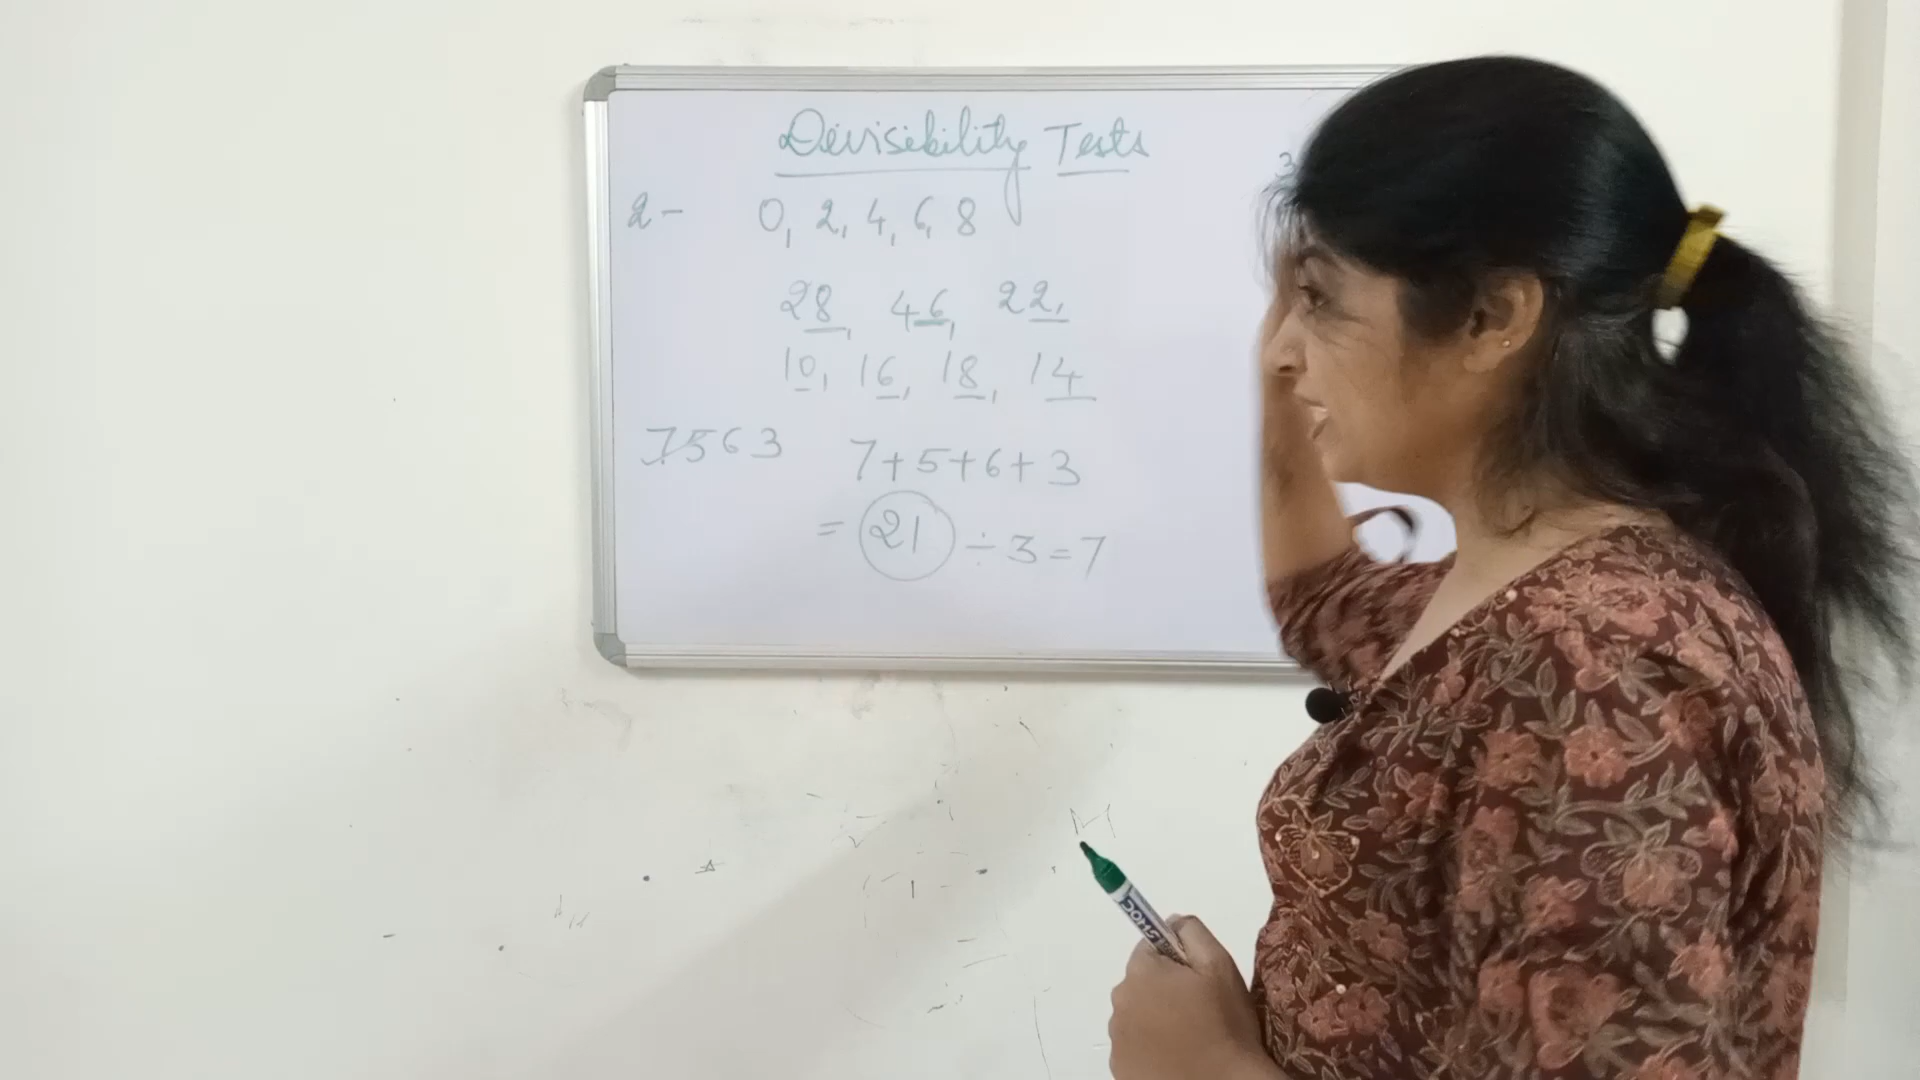 Divisibility Tests
3
2 - 0, 2, 4, 6, 8
28, 46, 22,
10, 16, 18, 14
7563 7+5+6+3
= 21 ÷ 3 = 7
M